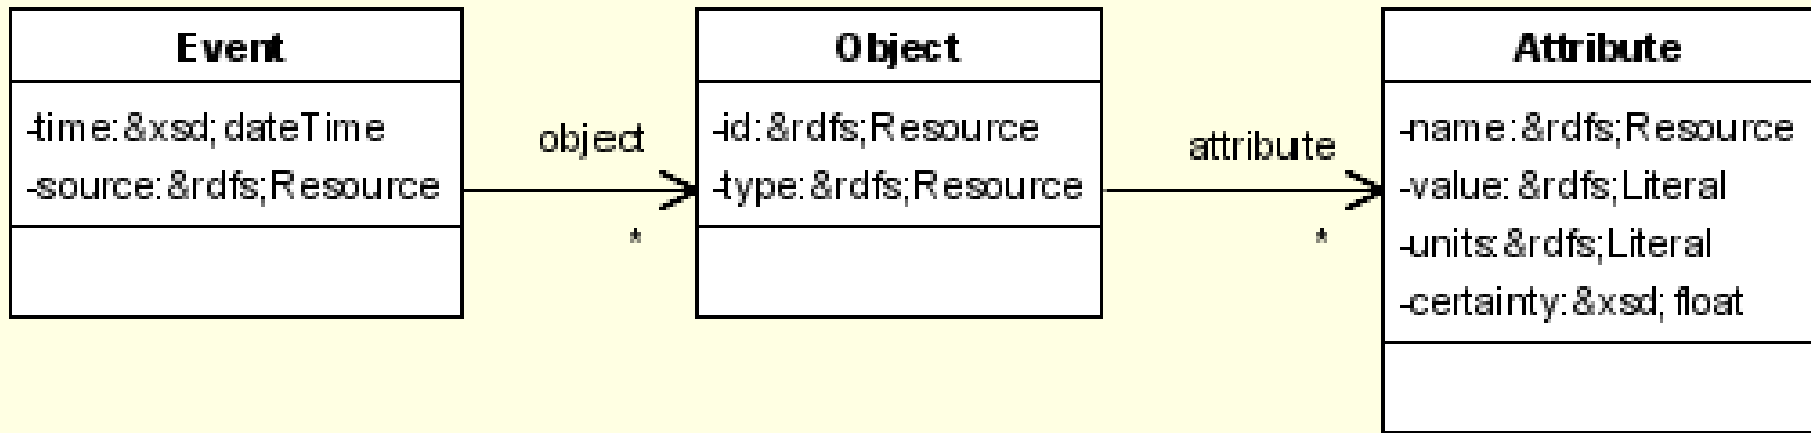 Event
-time:&xsd;dateTime
-source:&rdfs;Resource
object
*
Object
-id:&rdfs;Resource
-type:&rdfs;Resource
attribute
*
Attribute
-name:&rdfs;Resource
-value:&rdfs;Literal
-units:&rdfs;Literal
-certainty:&xsd;float